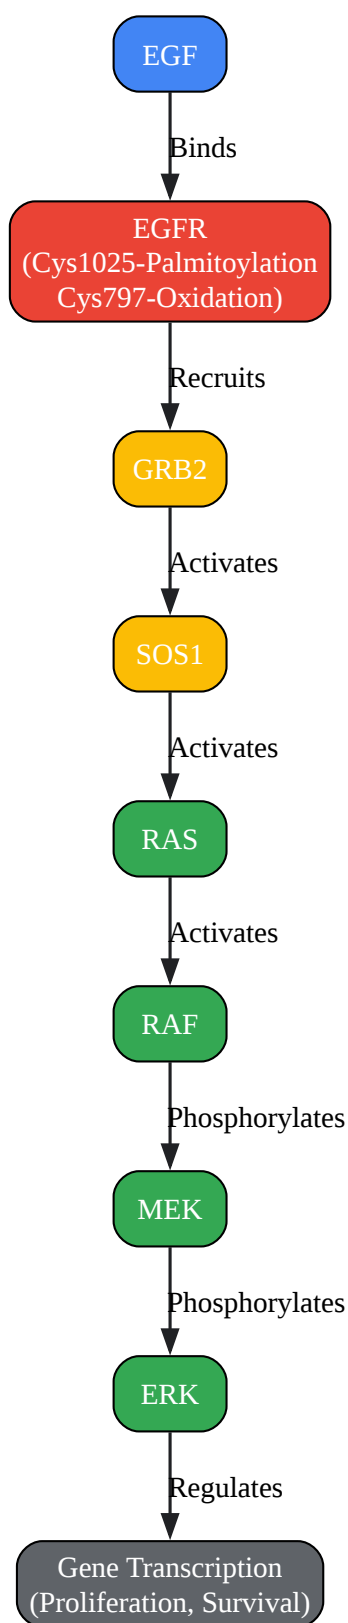 EGF
Binds
EGFR
(Cys1025-Palmitoylation
Cys797-Oxidation)
Recruits
GRB2
Activates
SOS1
Activates
RAS
Activates
RAF
Phosphorylates
MEK
Phosphorylates
ERK
Regulates
Gene Transcription
(Proliferation, Survival)